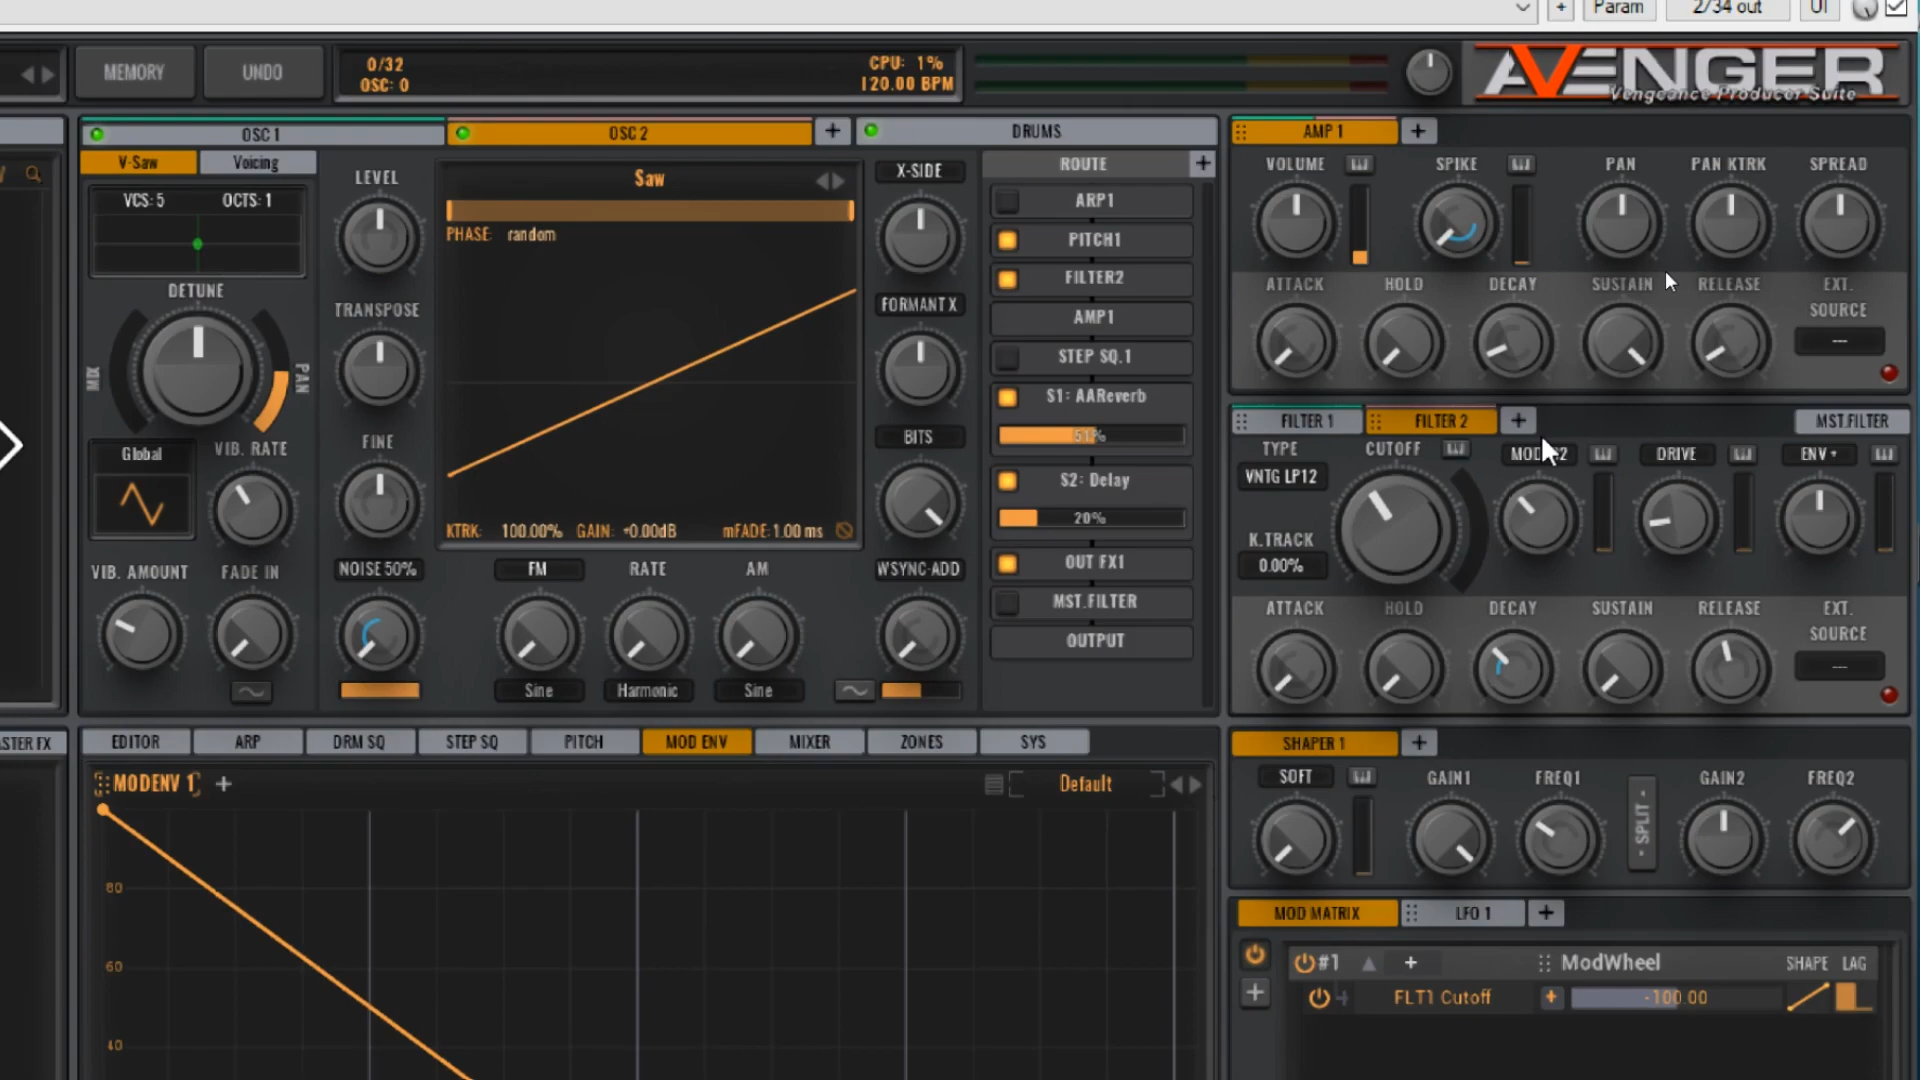 + Param 2/34 out UI
MEMORY UNDO
0/32
OSC: 0
CPU: 1%
120.00 BPM
AVENGER
Vengeance Producer Suite
OSC 1 OSC 2 + DRUMS
V-Saw Voicing
VCS: 5 OCTS: 1
DETUNE
MIX PAN
Global
VIB. RATE
VIB. AMOUNT FADE IN
LEVEL
TRANSPOSE
FINE
NOISE 50%
Saw
PHASE: random
KTRK: 100.00% GAIN: +0.00dB mFADE: 1.00 ms
FM RATE AM
Sine Harmonic Sine
X-SIDE
FORMANT X
BITS
WSYNC-ADD
ROUTE +
ARP1
PITCH1
FILTER2
AMP1
STEP SQ.1
S1: AAReverb
51%
S2: Delay
20%
OUT FX1
MST.FILTER
OUTPUT
AMP 1 +
VOLUME SPIKE PAN PAN KTRK SPREAD
ATTACK HOLD DECAY SUSTAIN RELEASE EXT.
SOURCE
---
FILTER 1 FILTER 2 + MST.FILTER
TYPE CUTOFF DRIVE ENV+
VNTG LP12
K.TRACK
0.00%
ATTACK HOLD DECAY SUSTAIN RELEASE EXT.
SOURCE
---
SHAPER 1 +
SOFT GAIN1 FREQ1 - SPLIT - GAIN2 FREQ2
MOD MATRIX LFO 1 +
#1 + ModWheel SHAPE LAG
+ FLT1 Cutoff + -100.00
STER FX
EDITOR ARP DRM SQ STEP SQ PITCH MOD ENV MIXER ZONES SYS
MODENV 1 + Default
80
60
40